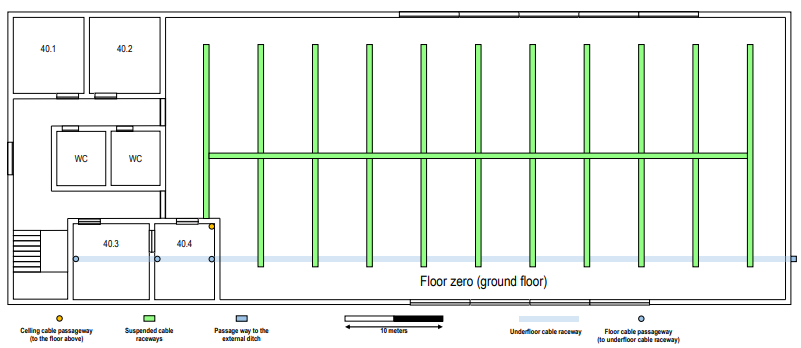 40.1
40.2
WC
WC
40.3
40.4
Floor zero (ground floor)
Celling cable passageway
(to the floor above)
Suspended cable
raceways
Passage way to the
external ditch
10 meters
Underfloor cable raceway
Floor cable passageway
(to underfloor cable raceway)